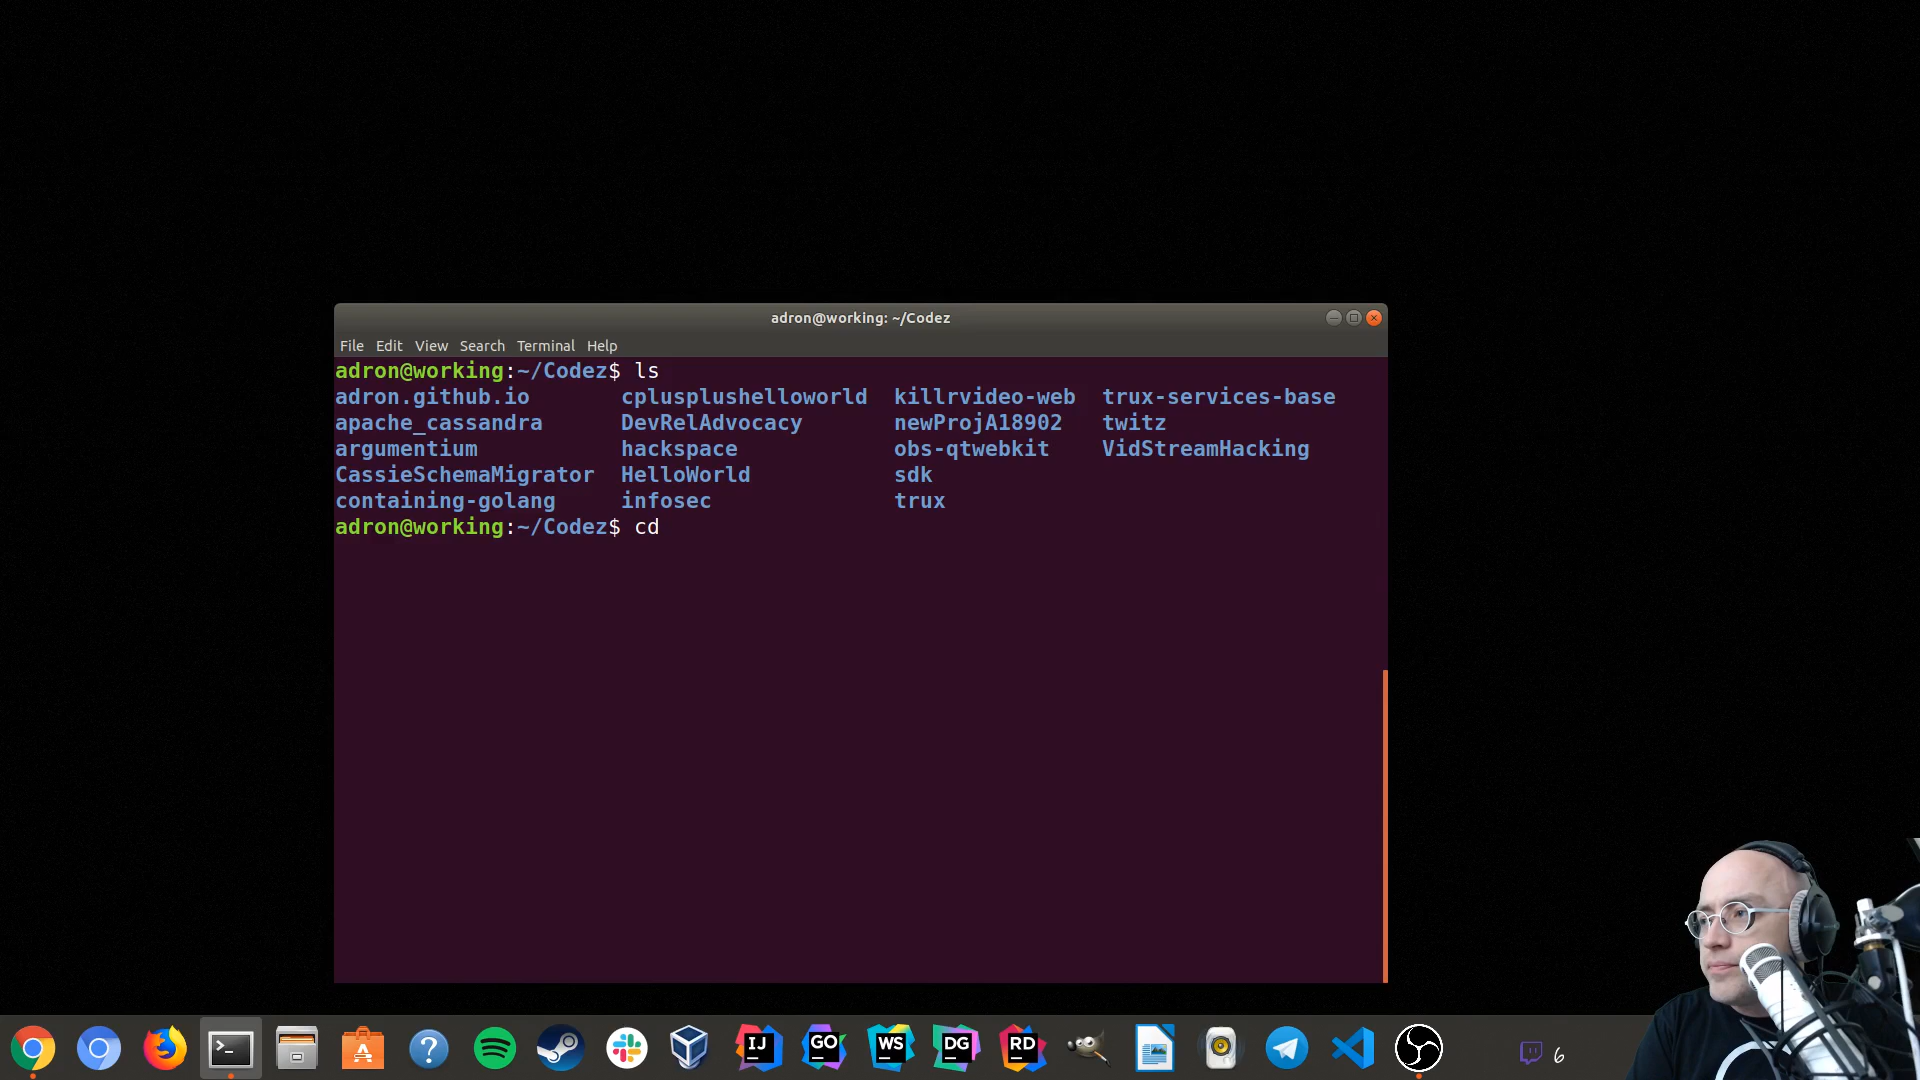 adron@working: ~/Codez
File Edit View Search Terminal Help
adron@working:~/Codez$ ls
adron.github.io cplusplushelloworld killrvideo-web trux-services-base
apache_cassandra DevRelAdvocacy newProjA18902 twitz
argumentium hackspace obs-qtwebkit VidStreamHacking
CassieSchemaMigrator HelloWorld sdk
containing-golang infosec trux
adron@working:~/Codez$ cd
>_ A ? IJ GO WS DG RD 6